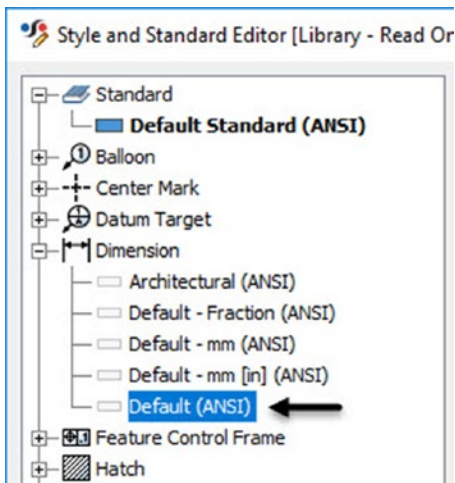 Style and Standard Editor [Library - Read Or
Standard
Default Standard (ANSI)
Balloon
Center Mark
Datum Target
Dimension
Architectural (ANSI)
Default - Fraction (ANSI)
Default - mm (ANSI)
Default - mm [in] (ANSI)
Default (ANSI)
Feature Control Frame
Hatch